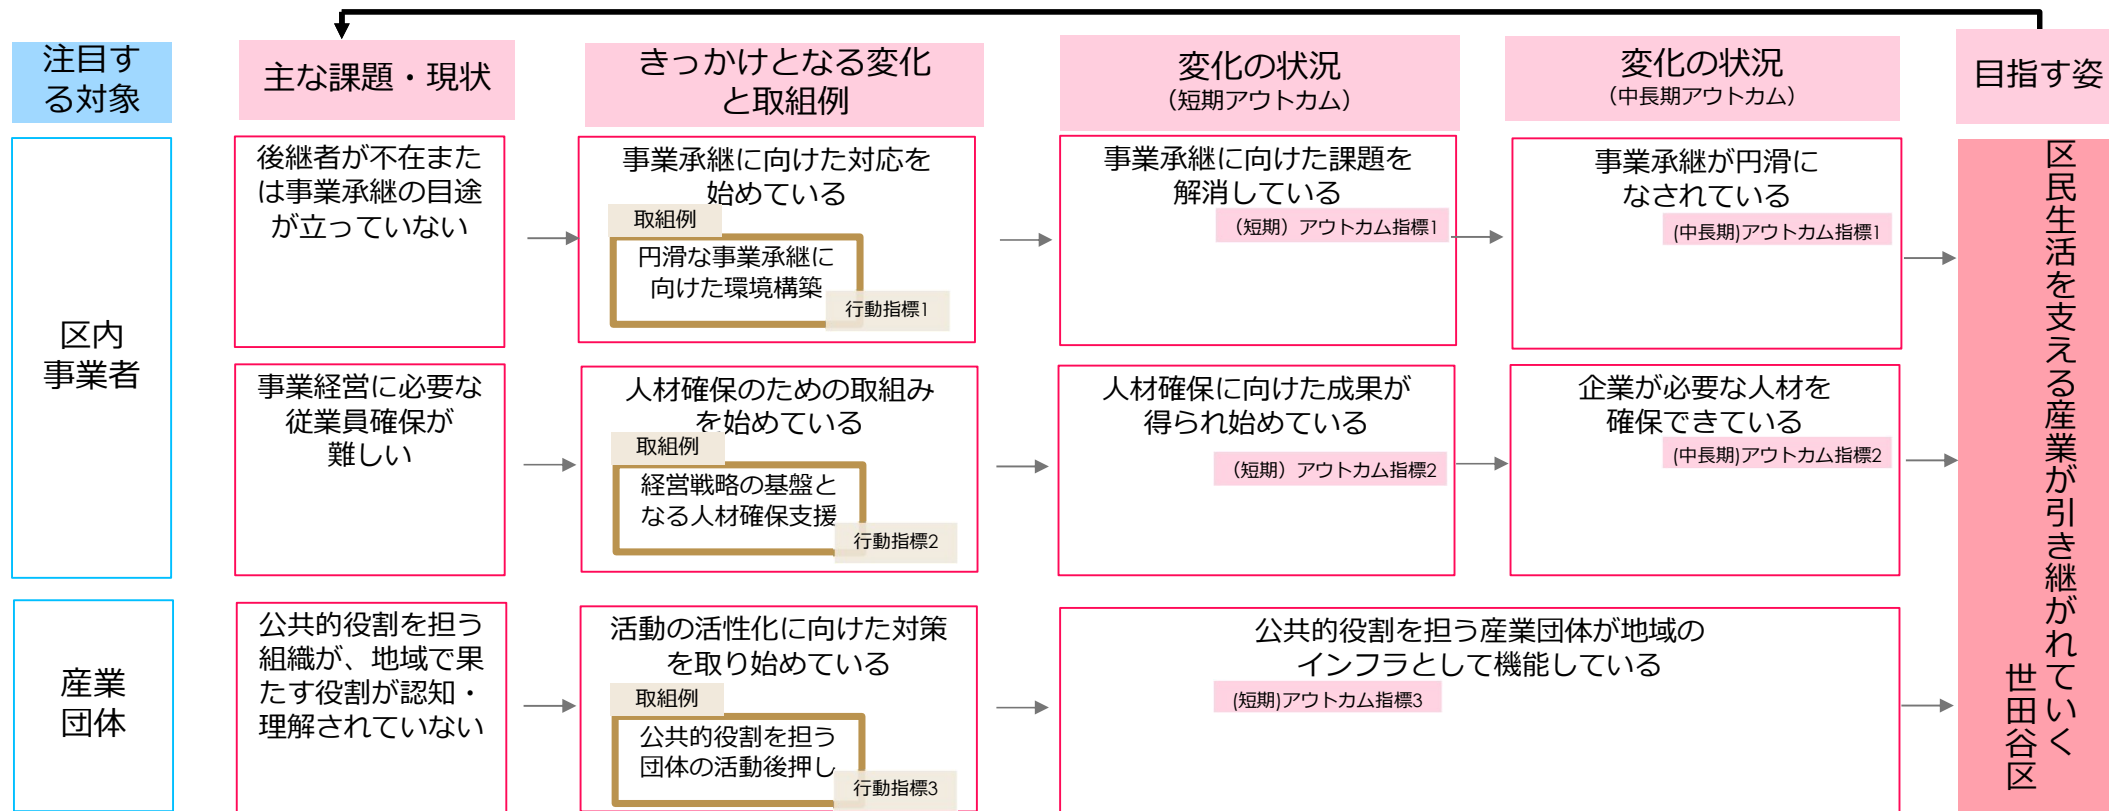 注目す
る対象
主な課題・現状
きっかけとなる変化
と取組例
変化の状況
（短期アウトカム）
変化の状況
（中長期アウトカム）
目指す姿
区内
事業者
後継者が不在また
は事業承継の目途
が立っていない
事業承継に向けた対応を
始めている
取組例
円滑な事業承継に
向けた環境構築
行動指標1
事業承継に向けた課題を
解消している
（短期）アウトカム指標1
事業承継が円滑に
なされている
(中長期)アウトカム指標1
事業経営に必要な
従業員確保が
難しい
人材確保のための取組み
を始めている
取組例
経営戦略の基盤と
なる人材確保支援
行動指標2
人材確保に向けた成果が
得られ始めている
（短期）アウトカム指標2
企業が必要な人材を
確保できている
(中長期)アウトカム指標2
産業
団体
公共的役割を担う
組織が、地域で果
たす役割が認知・
理解されていない
活動の活性化に向けた対策
を取り始めている
取組例
公共的役割を担う
団体の活動後押し
行動指標3
公共的役割を担う産業団体が地域の
インフラとして機能している
(短期)アウトカム指標3
区民生活を支える産業が引き継がれていく
世田谷区